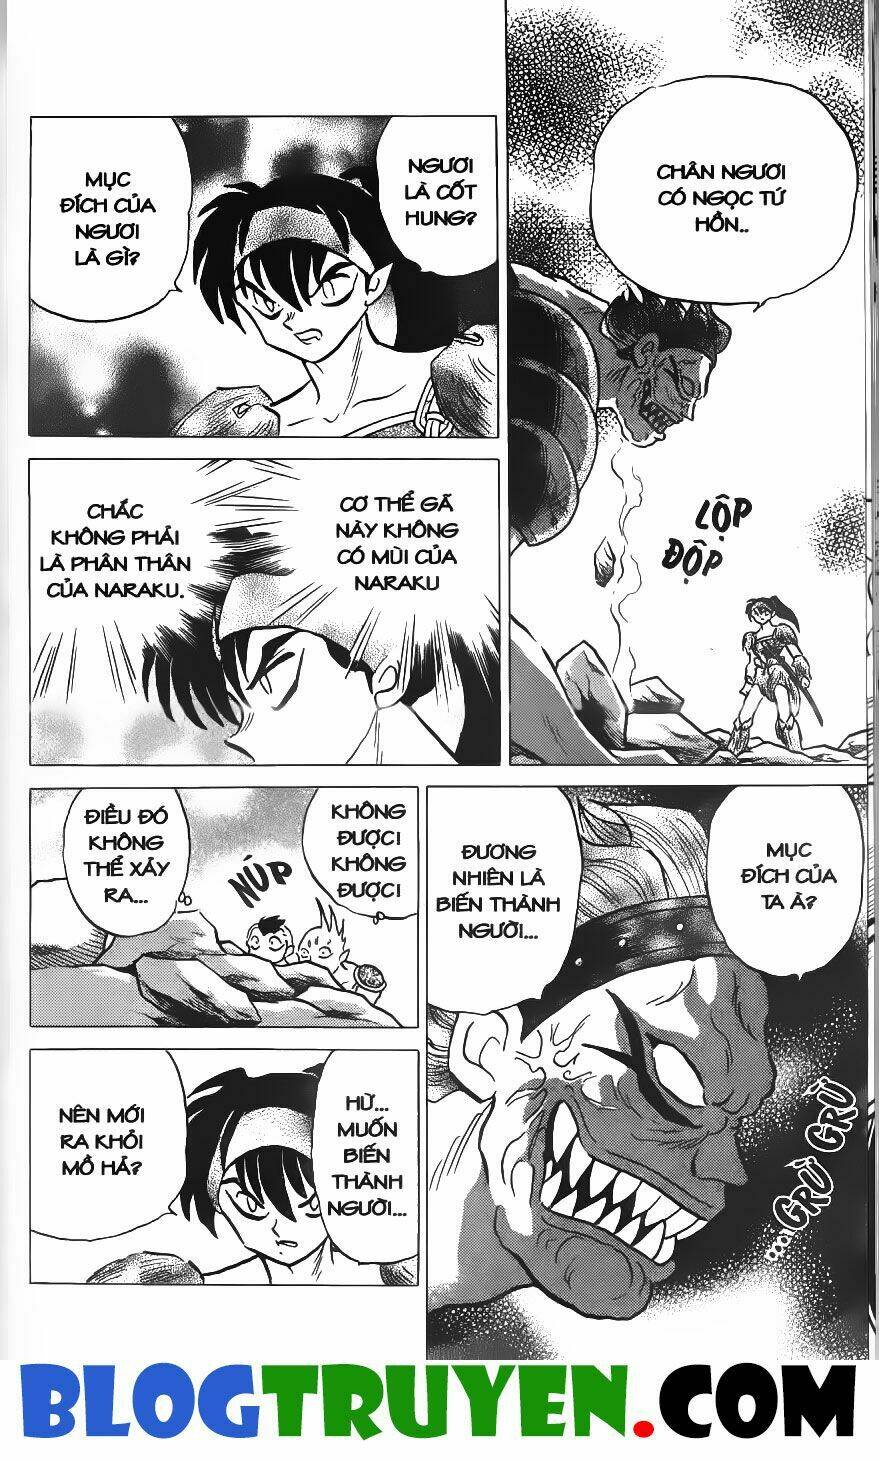 CHÂN NGƯƠI
CÓ NGỌC TỨ
HỒN..
LỘP
ĐỘP
NGƯƠI
LÀ CỐT
HUNG?
MỤC
ĐÍCH CỦA
NGƯƠI
LÀ GÌ?
CƠ THỂ GÃ
NÀY KHÔNG
CÓ MÙI CỦA
NARAKU
CHẮC
KHÔNG PHẢI
LÀ PHÂN THÂN
CỦA NARAKU.
MỤC
ĐÍCH CỦA
TA À?
ĐƯƠNG
NHIÊN LÀ
BIẾN THÀNH
NGƯỜI...
...GRỪ GRỪ
KHÔNG
ĐƯỢC!
KHÔNG
ĐƯỢC!
NÚP
ĐIỀU ĐÓ
KHÔNG
THỂ XẢY
RA...
HỪ...
MUỐN
BIẾN
THÀNH
NGƯỜI...
NÊN MỚI
RA KHỎI
MỒ HẢ?
BLOGTRUYEN.COM